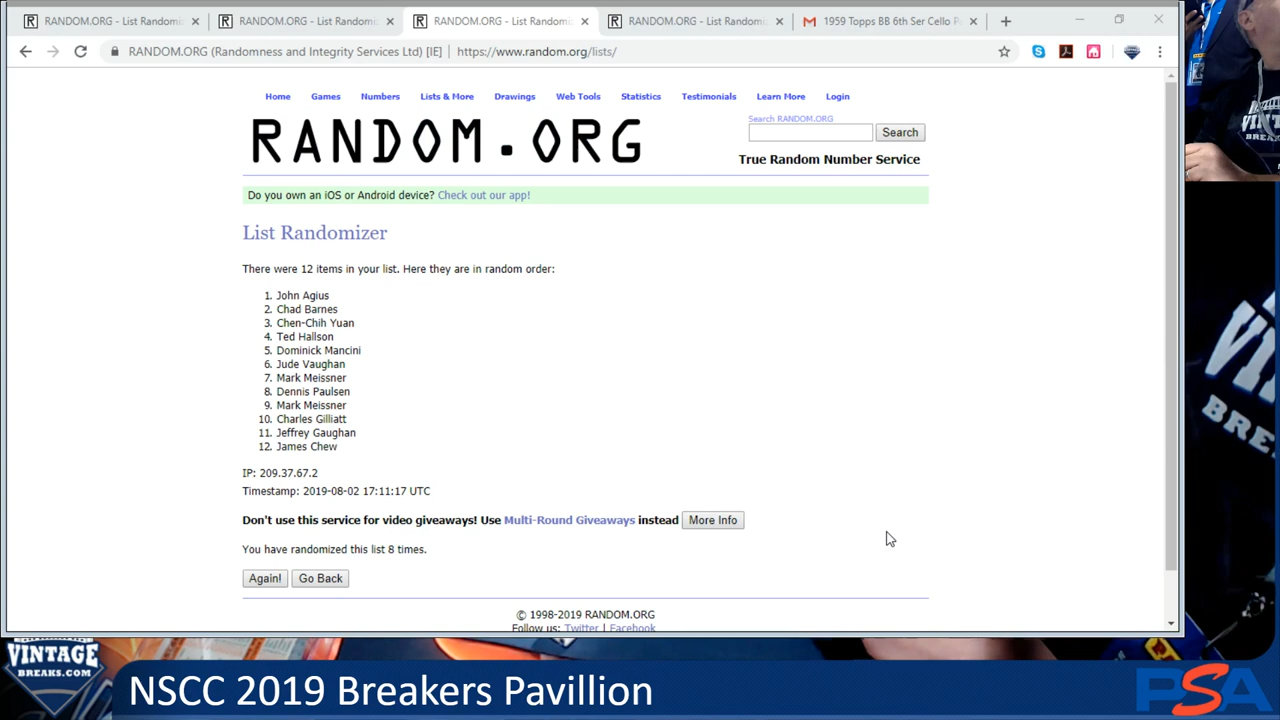 RANDOM.ORG - List Randomi
RANDOM.ORG - List Randomi
RANDOM.ORG - List Randomi
RANDOM.ORG - List Randomi
1959 Topps BB 6th Ser Cello P
RANDOM.ORG (Randomness and Integrity Services Ltd) [IE] | https://www.random.org/lists/
Home Games Numbers Lists & More Drawings Web Tools Statistics Testimonials Learn More Login
Search RANDOM.ORG
RANDOM.ORG
Search
True Random Number Service
Do you own an iOS or Android device? Check out our app!
List Randomizer
There were 12 items in your list. Here they are in random order:
1. John Agius
2. Chad Barnes
3. Chen-Chih Yuan
4. Ted Hallson
5. Dominick Mancini
6. Jude Vaughan
7. Mark Meissner
8. Dennis Paulsen
9. Mark Meissner
10. Charles Gilliatt
11. Jeffrey Gaughan
12. James Chew
IP: 209.37.67.2
Timestamp: 2019-08-02 17:11:17 UTC
Don't use this service for video giveaways! Use Multi-Round Giveaways instead More Info
You have randomized this list 8 times.
Again! Go Back
© 1998-2019 RANDOM.ORG
Follow us: Twitter | Facebook
VINTAGE
BREAKS.COM
NSCC 2019 Breakers Pavillion
PSA